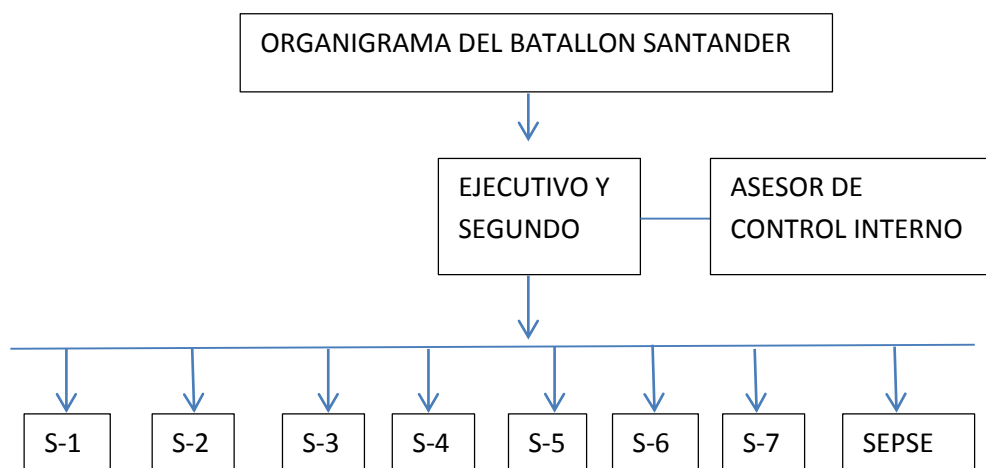 ORGANIGRAMA DEL BATALLON SANTANDER
EJECUTIVO Y
SEGUNDO
ASESOR DE
CONTROL INTERNO
S-1
S-2
S-3
S-4
S-5
S-6
S-7
SEPSE